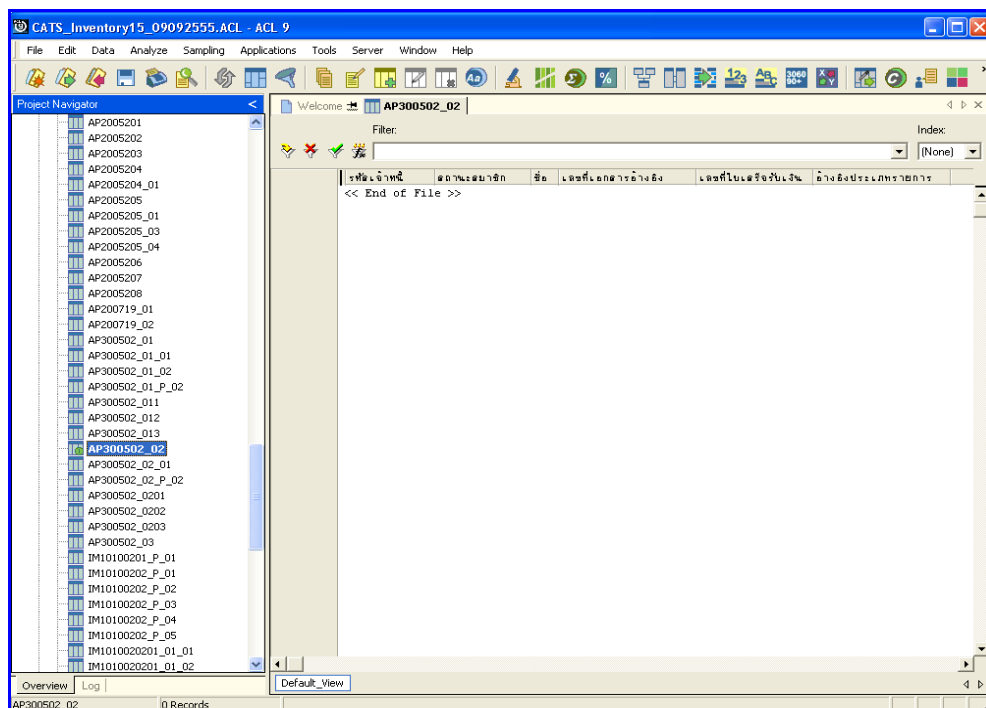 CATS_Inventory15_09092555.ACL - ACL 9
File Edit Data Analyze Sampling Applications Tools Server Window Help
Project Navigator <
Welcome AP300502_02
Filter: Index:
(None)
รหัสเจ้าหนี้ สถานะสมาชิก ชื่อ เลขที่เอกสารอ้างอิง เลขที่ใบเสร็จรับเงิน อ้างอิงประเภทรายการ
<< End of File >>
AP2005201
AP2005202
AP2005203
AP2005204
AP2005204_01
AP2005205
AP2005205_01
AP2005205_03
AP2005205_04
AP2005206
AP2005207
AP2005208
AP200719_01
AP200719_02
AP300502_01
AP300502_01_01
AP300502_01_02
AP300502_01_P_02
AP300502_011
AP300502_012
AP300502_013
AP300502_02
AP300502_02_01
AP300502_02_P_02
AP300502_0201
AP300502_0202
AP300502_0203
AP300502_03
IM10100201_P_01
IM10100202_P_01
IM10100202_P_02
IM10100202_P_03
IM10100202_P_04
IM10100202_P_05
IM1010020201_01_01
IM1010020201_01_02
Overview Log
Default_View
AP300502_02 0 Records